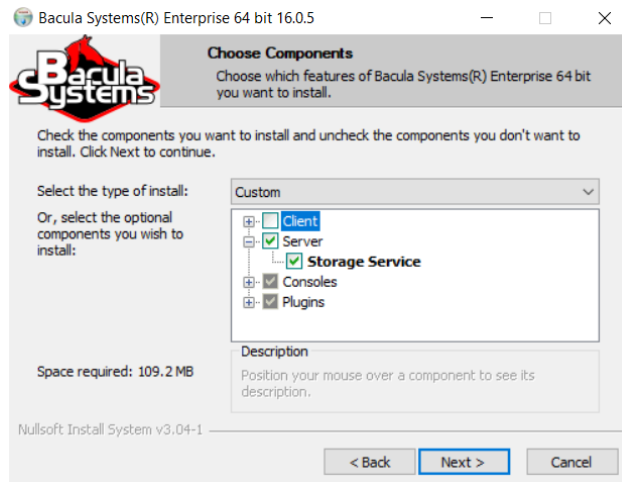 Bacula Systems(R) Enterprise 64 bit 16.0.5
Bacula
Systems
Choose Components
Choose which features of Bacula Systems(R) Enterprise 64 bit
you want to install.
Check the components you want to install and uncheck the components you don't want to
install. Click Next to continue.
Select the type of install:
Custom
Or, select the optional
components you wish to
install:
Client
Server
Storage Service
Consoles
Plugins
Space required: 109.2 MB
Description
Position your mouse over a component to see its
description.
Nullsoft Install System v3.04-1
< Back
Next >
Cancel